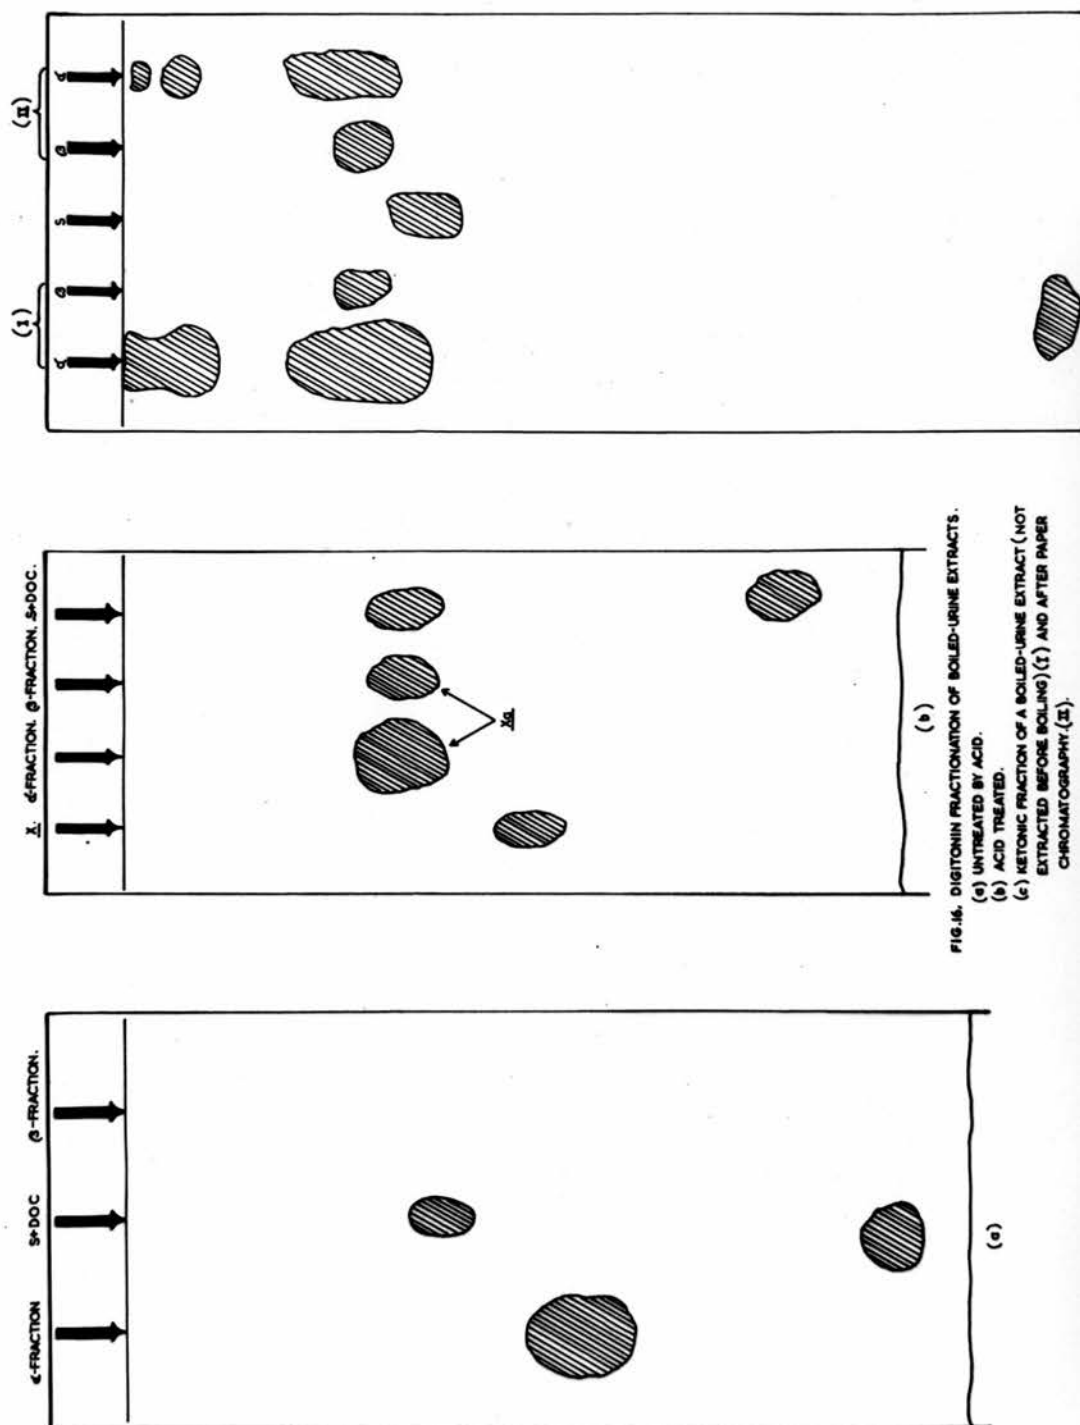 α-FRACTION S+DOC β-FRACTION.
(a)
X. α-FRACTION. β-FRACTION. S+DOC.
Xa
(b)
(I) (II)
α β S β α
FIG.16. DIGITONIN FRACTIONATION OF BOILED-URINE EXTRACTS.
(a) UNTREATED BY ACID.
(b) ACID TREATED.
(c) KETONIC FRACTION OF A BOILED-URINE EXTRACT (NOT
EXTRACTED BEFORE BOILING) (I) AND AFTER PAPER
CHROMATOGRAPHY.(II).